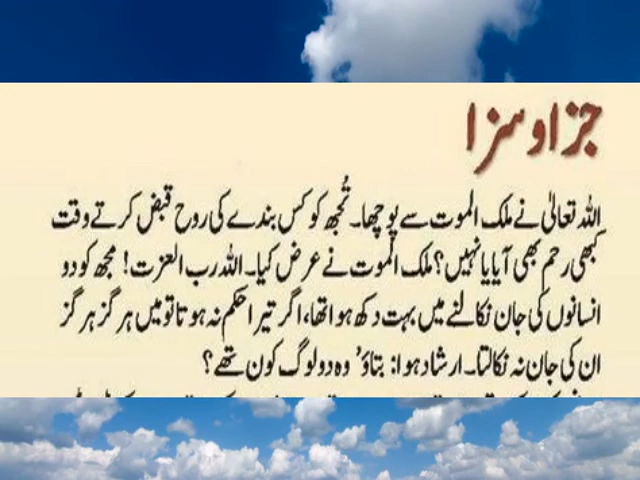 جزا و سزا
اللہ تعالیٰ نے ملک الموت سے پوچھا۔ تُجھ کو کس بندے کی روح قبض کرتے وقت
کبھی رحم بھی آیا یا نہیں؟ ملک الموت نے عرض کیا۔ اللہ رب العزت! مجھ کو دو
انسانوں کی جان نکالنے میں بہت دکھ ہوا تھا، اگر تیرا حکم نہ ہوتا تو میں ہرگز ہرگز
ان کی جان نہ نکالتا۔ ارشاد ہوا: بتاؤ' وہ دو لوگ کون تھے؟